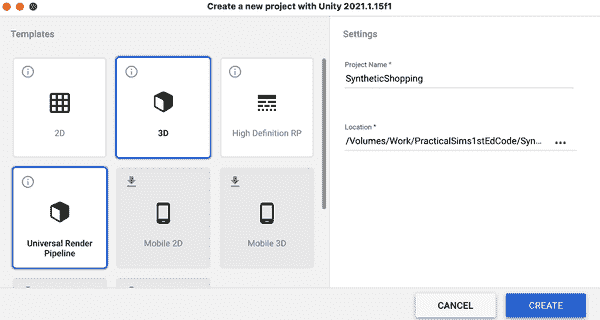 Create a new project with Unity 2021.1.15f1
Templates
Settings
2D
3D
High Definition RP
Universal Render
Pipeline
Mobile 2D
Mobile 3D
Project Name *
SyntheticShopping
Location *
/Volumes/Work/PracticalSims1stEdCode/Syn... •••
CANCEL
CREATE